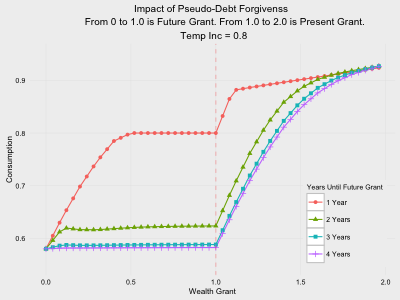 Impact of Pseudo-Debt Forgivenss
From 0 to 1.0 is Future Grant. From 1.0 to 2.0 is Present Grant.
Temp Inc = 0.8
Consumption
0.9
0.8
0.7
0.6
Years Until Future Grant
1 Year
2 Years
3 Years
4 Years
0.0 0.5 1.0 1.5 2.0
Wealth Grant